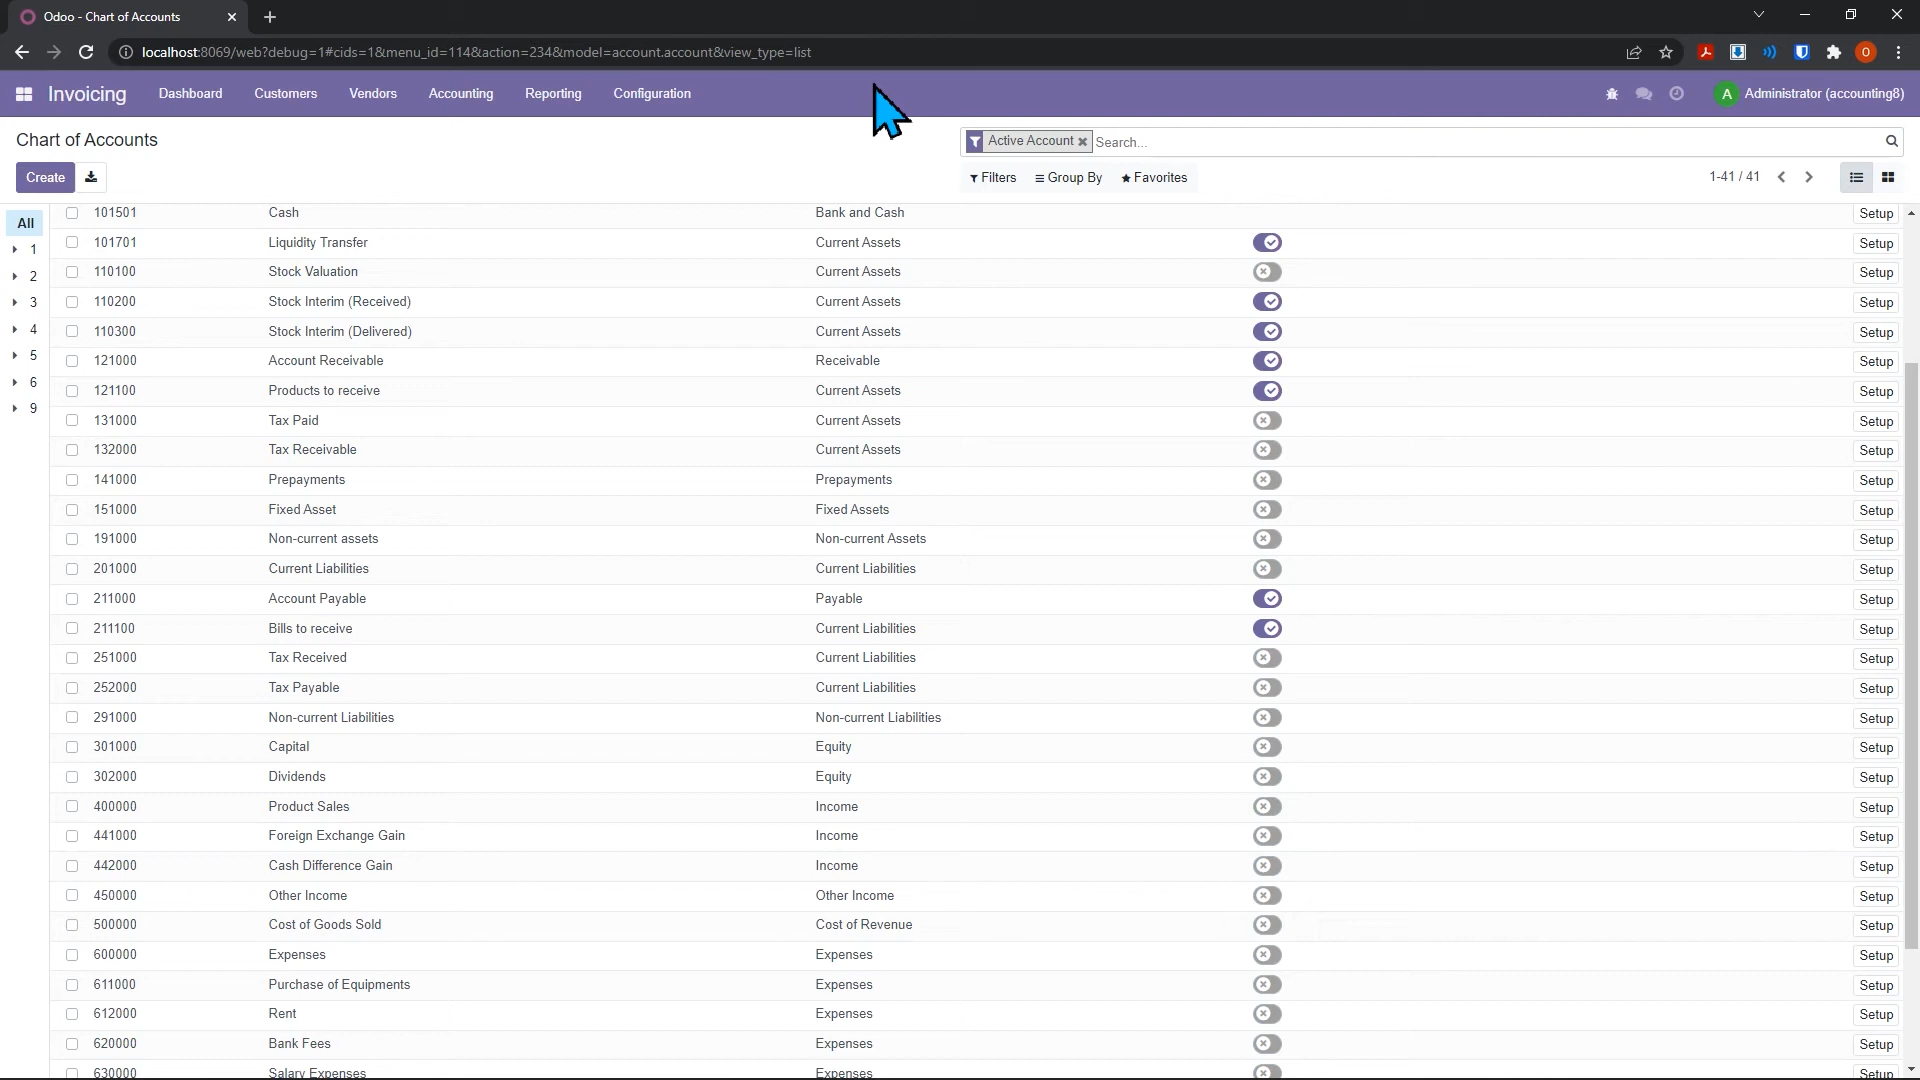 Odoo - Chart of Accounts
localhost:8069/web?debug=1#cids=1&menu_id=114&action=234&model=account.account&view_type=list
O
Invoicing Dashboard Customers Vendors Accounting Reporting Configuration A Administrator (accounting8)
Chart of Accounts
Active Account Search...
Create Filters Group By Favorites 1-41 / 41
All
1
2
3
4
5
6
9
101501 Cash Bank and Cash Setup
101701 Liquidity Transfer Current Assets Setup
110100 Stock Valuation Current Assets Setup
110200 Stock Interim (Received) Current Assets Setup
110300 Stock Interim (Delivered) Current Assets Setup
121000 Account Receivable Receivable Setup
121100 Products to receive Current Assets Setup
131000 Tax Paid Current Assets Setup
132000 Tax Receivable Current Assets Setup
141000 Prepayments Prepayments Setup
151000 Fixed Asset Fixed Assets Setup
191000 Non-current assets Non-current Assets Setup
201000 Current Liabilities Current Liabilities Setup
211000 Account Payable Payable Setup
211100 Bills to receive Current Liabilities Setup
251000 Tax Received Current Liabilities Setup
252000 Tax Payable Current Liabilities Setup
291000 Non-current Liabilities Non-current Liabilities Setup
301000 Capital Equity Setup
302000 Dividends Equity Setup
400000 Product Sales Income Setup
441000 Foreign Exchange Gain Income Setup
442000 Cash Difference Gain Income Setup
450000 Other Income Other Income Setup
500000 Cost of Goods Sold Cost of Revenue Setup
600000 Expenses Expenses Setup
611000 Purchase of Equipments Expenses Setup
612000 Rent Expenses Setup
620000 Bank Fees Expenses Setup
630000 Salary Expenses Expenses Setup